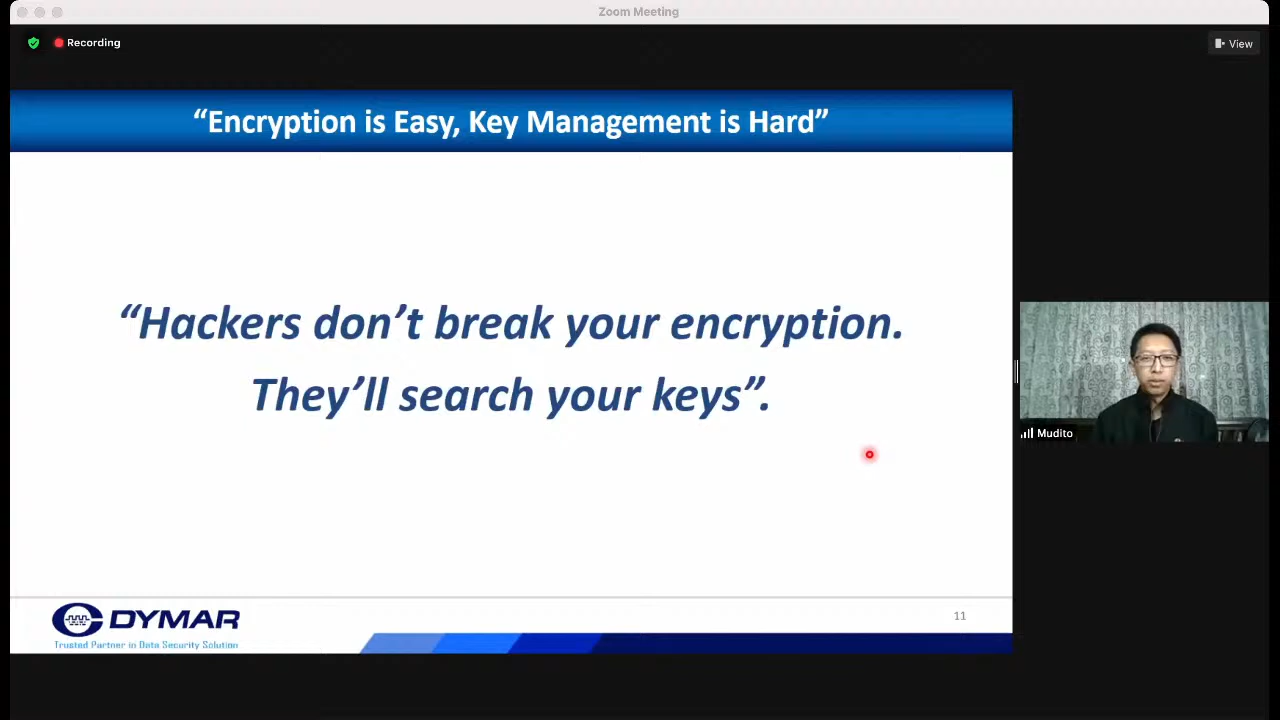 Zoom Meeting
Recording
View
“Encryption is Easy, Key Management is Hard”
“Hackers don’t break your encryption.
They’ll search your keys”.
Mudito
DYMAR
Trusted Partner in Data Security Solution
11